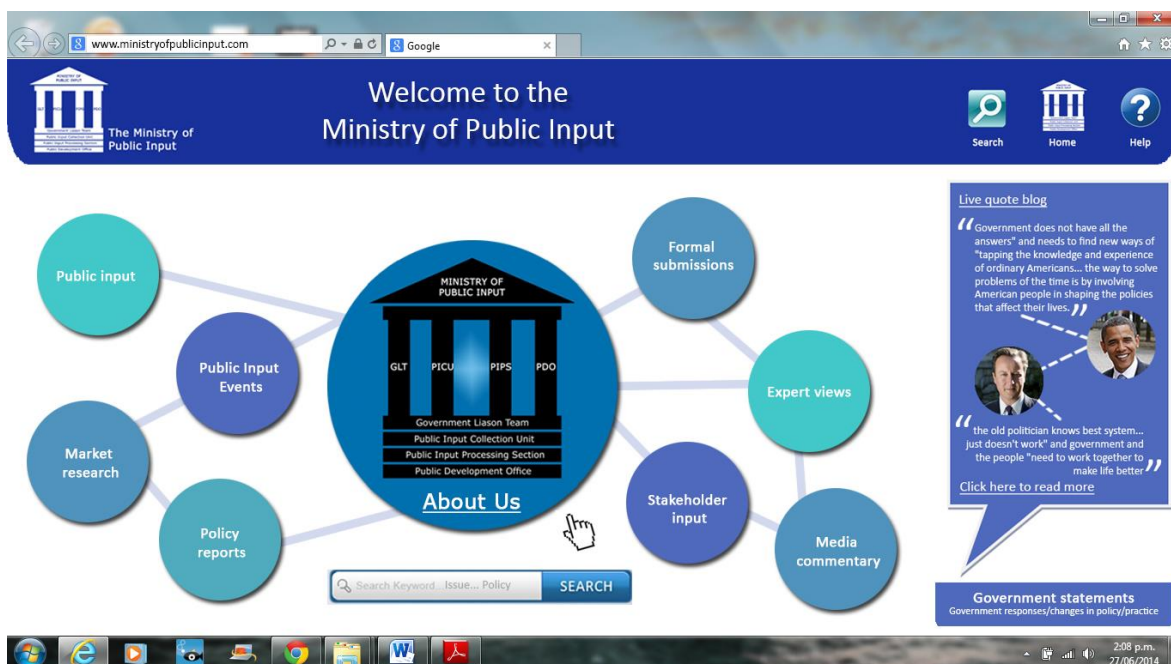 www.ministryofpublicinput.com
Google
MINISTRY OF
PUBLIC INPUT
The Ministry of
Public Input
Welcome to the
Ministry of Public Input
Search
Home
Help
Public input
Public Input
Events
Market
research
Policy
reports
MINISTRY OF
PUBLIC INPUT
GLT PICU PIPS PDO
Government Liason Team
Public Input Collection Unit
Public Input Processing Section
Public Development Office
About Us
Search Keyword... Issue... Policy
SEARCH
Formal
submissions
Expert views
Stakeholder
input
Media
commentary
Live quote blog
“Government does not have all the
answers" and needs to find new ways of
"tapping the knowledge and experience
of ordinary Americans... the way to solve
problems of the time is by involving
American people in shaping the policies
that affect their lives.”
“the old politician knows best system...
just doesn't work" and government and
the people "need to work together to
make life better”
Click here to read more
Government statements
Government responses/changes in policy/practice
2:08 p.m.
27/06/2014